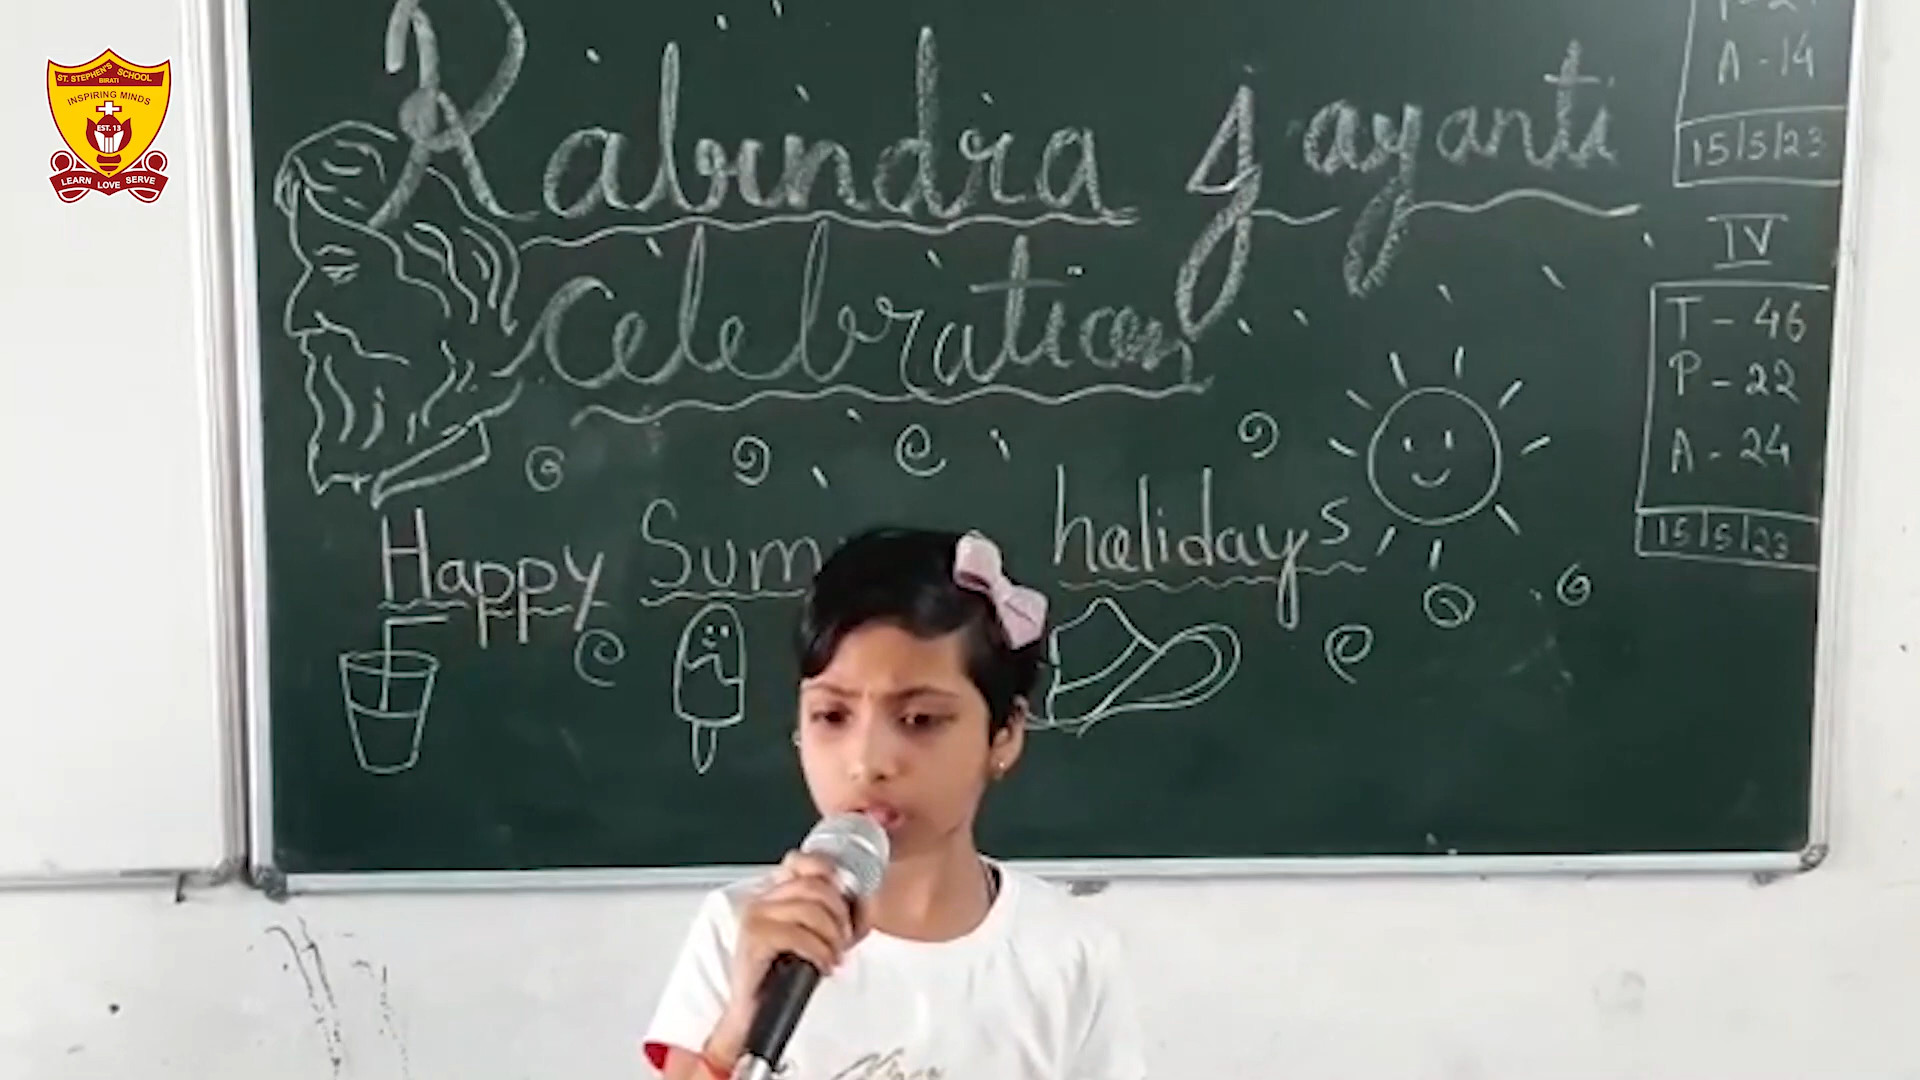 ST. STEPHEN'S SCHOOL
BIRATI
INSPIRING MINDS
EST. 13
LEARN LOVE SERVE
Rabindra Jayanti
Celebration
Happy Sum holidays
A - 14
15/5/23
IV
T - 46
P - 22
A - 24
15/5/23